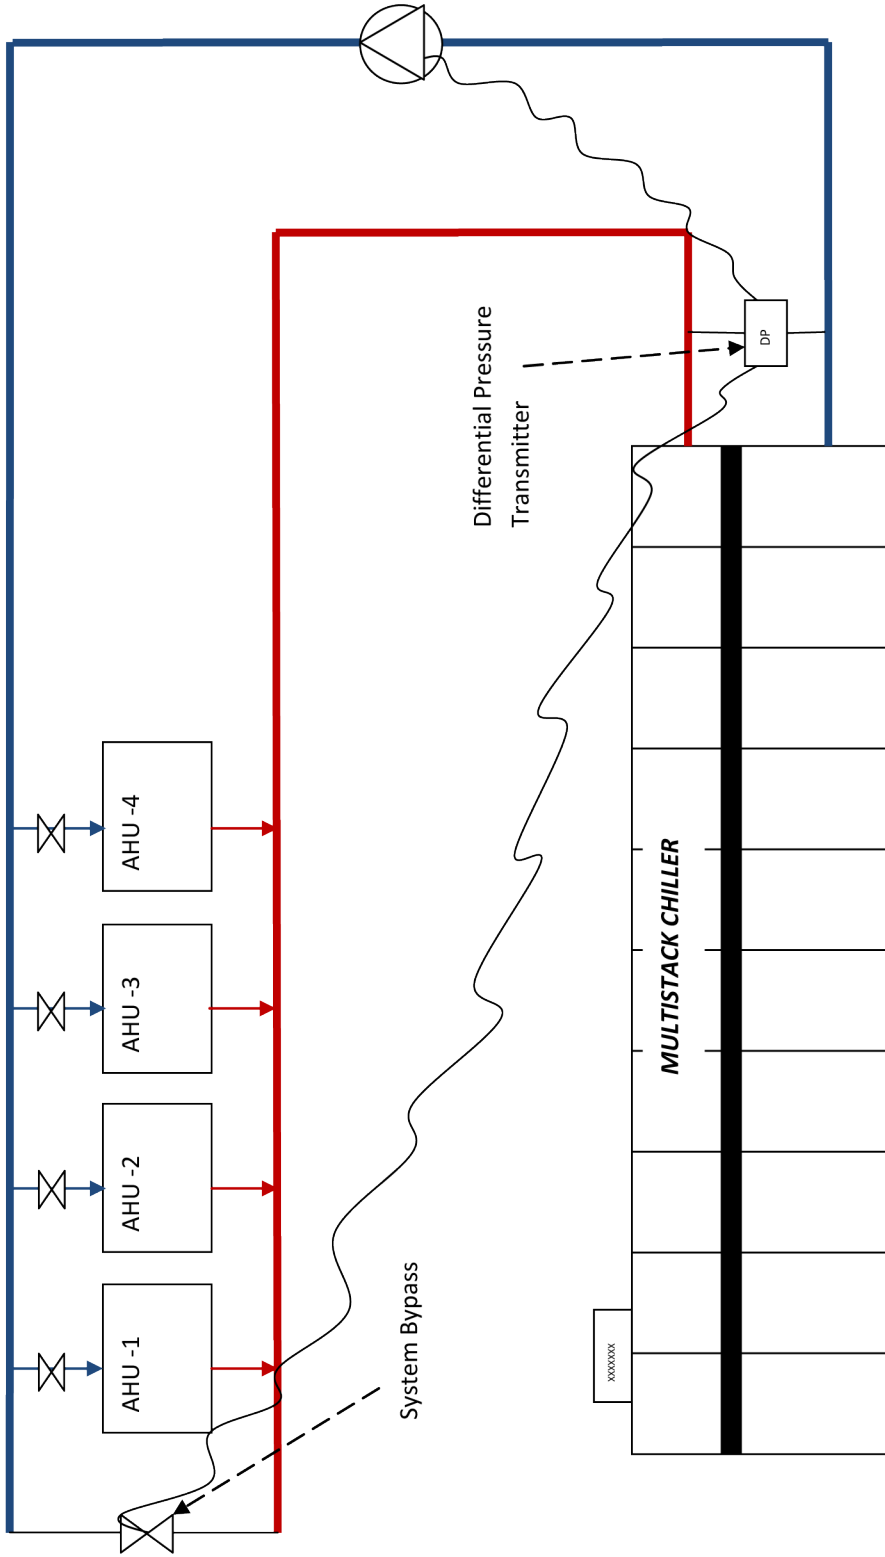 AHU -1
AHU -2
AHU -3
AHU -4
System Bypass
Differential Pressure
Transmitter
DP
xxxxxxx
MULTISTACK CHILLER